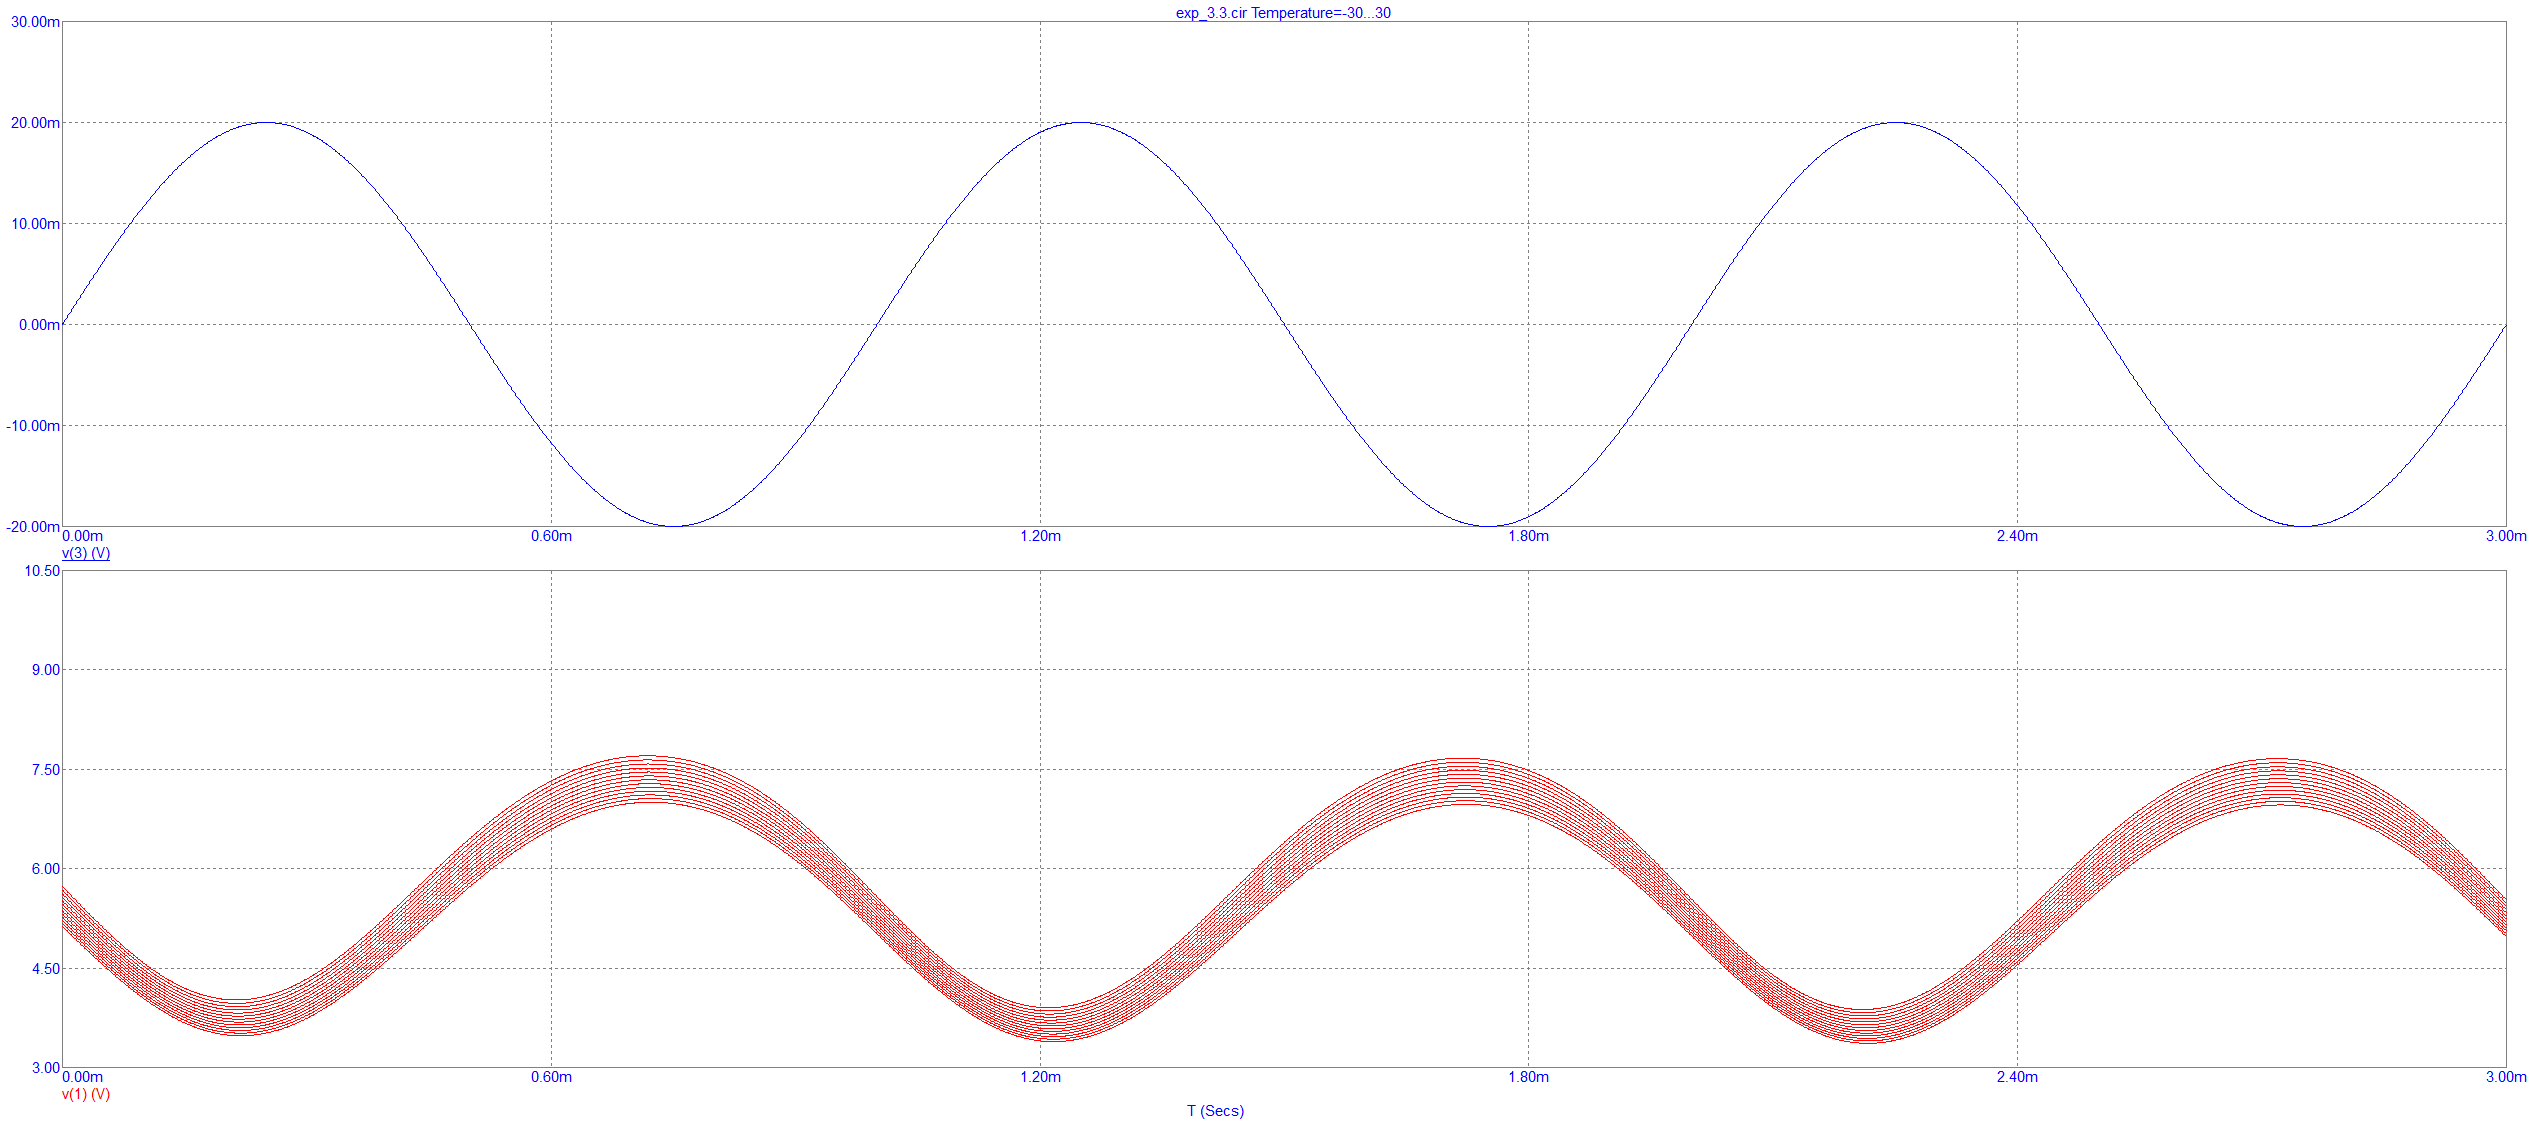 exp_3.3.cir Temperature=-30...30
30.00m
20.00m
10.00m
0.00m
-10.00m
-20.00m
0.00m 0.60m 1.20m 1.80m 2.40m 3.00m
v(3) (V)
10.50
9.00
7.50
6.00
4.50
3.00
0.00m 0.60m 1.20m 1.80m 2.40m 3.00m
v(1) (V)
T (Secs)